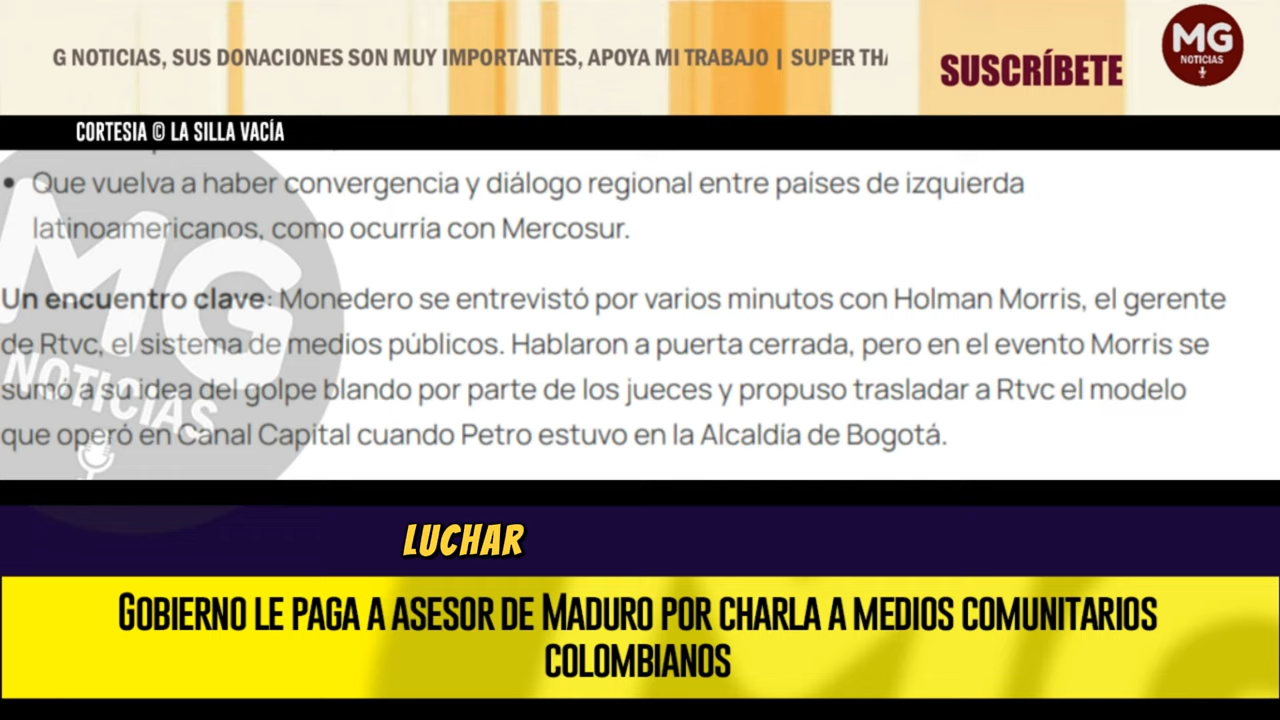 G NOTICIAS, SUS DONACIONES SON MUY IMPORTANTES, APOYA MI TRABAJO | SUPER THA
SUSCRÍBETE
MG
NOTICIAS
CORTESIA © LA SILLA VACÍA
• Que vuelva a haber convergencia y diálogo regional entre países de izquierda
latinoamericanos, como ocurría con Mercosur.
Un encuentro clave: Monedero se entrevistó por varios minutos con Holman Morris, el gerente
de Rtvc, el sistema de medios públicos. Hablaron a puerta cerrada, pero en el evento Morris se
sumó a su idea del golpe blando por parte de los jueces y propuso trasladar a Rtvc el modelo
que operó en Canal Capital cuando Petro estuvo en la Alcaldía de Bogotá.
MG
NOTICIAS
LUCHAR
GOBIERNO LE PAGA A ASESOR DE MADURO POR CHARLA A MEDIOS COMUNITARIOS
COLOMBIANOS